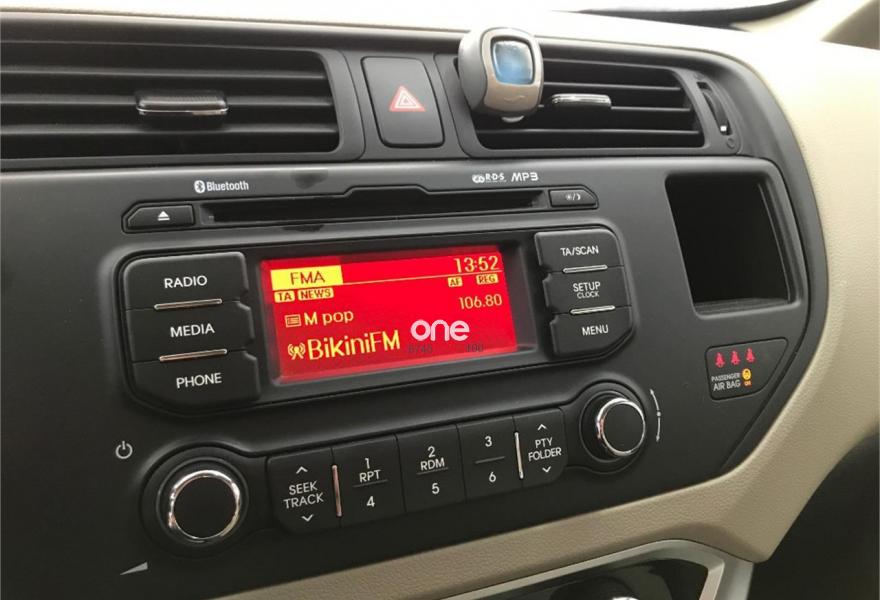 Bluetooth
R·D·S MP3
RADIO
MEDIA
PHONE
FMA
13:52
TA NEWS
AF REG
106.80
M pop
BikiniFM
one
TA/SCAN
SETUP
CLOCK
MENU
PASSENGER
AIR BAG
SEEK
TRACK
1
RPT
4
2
RDM
5
3
6
PTY
FOLDER